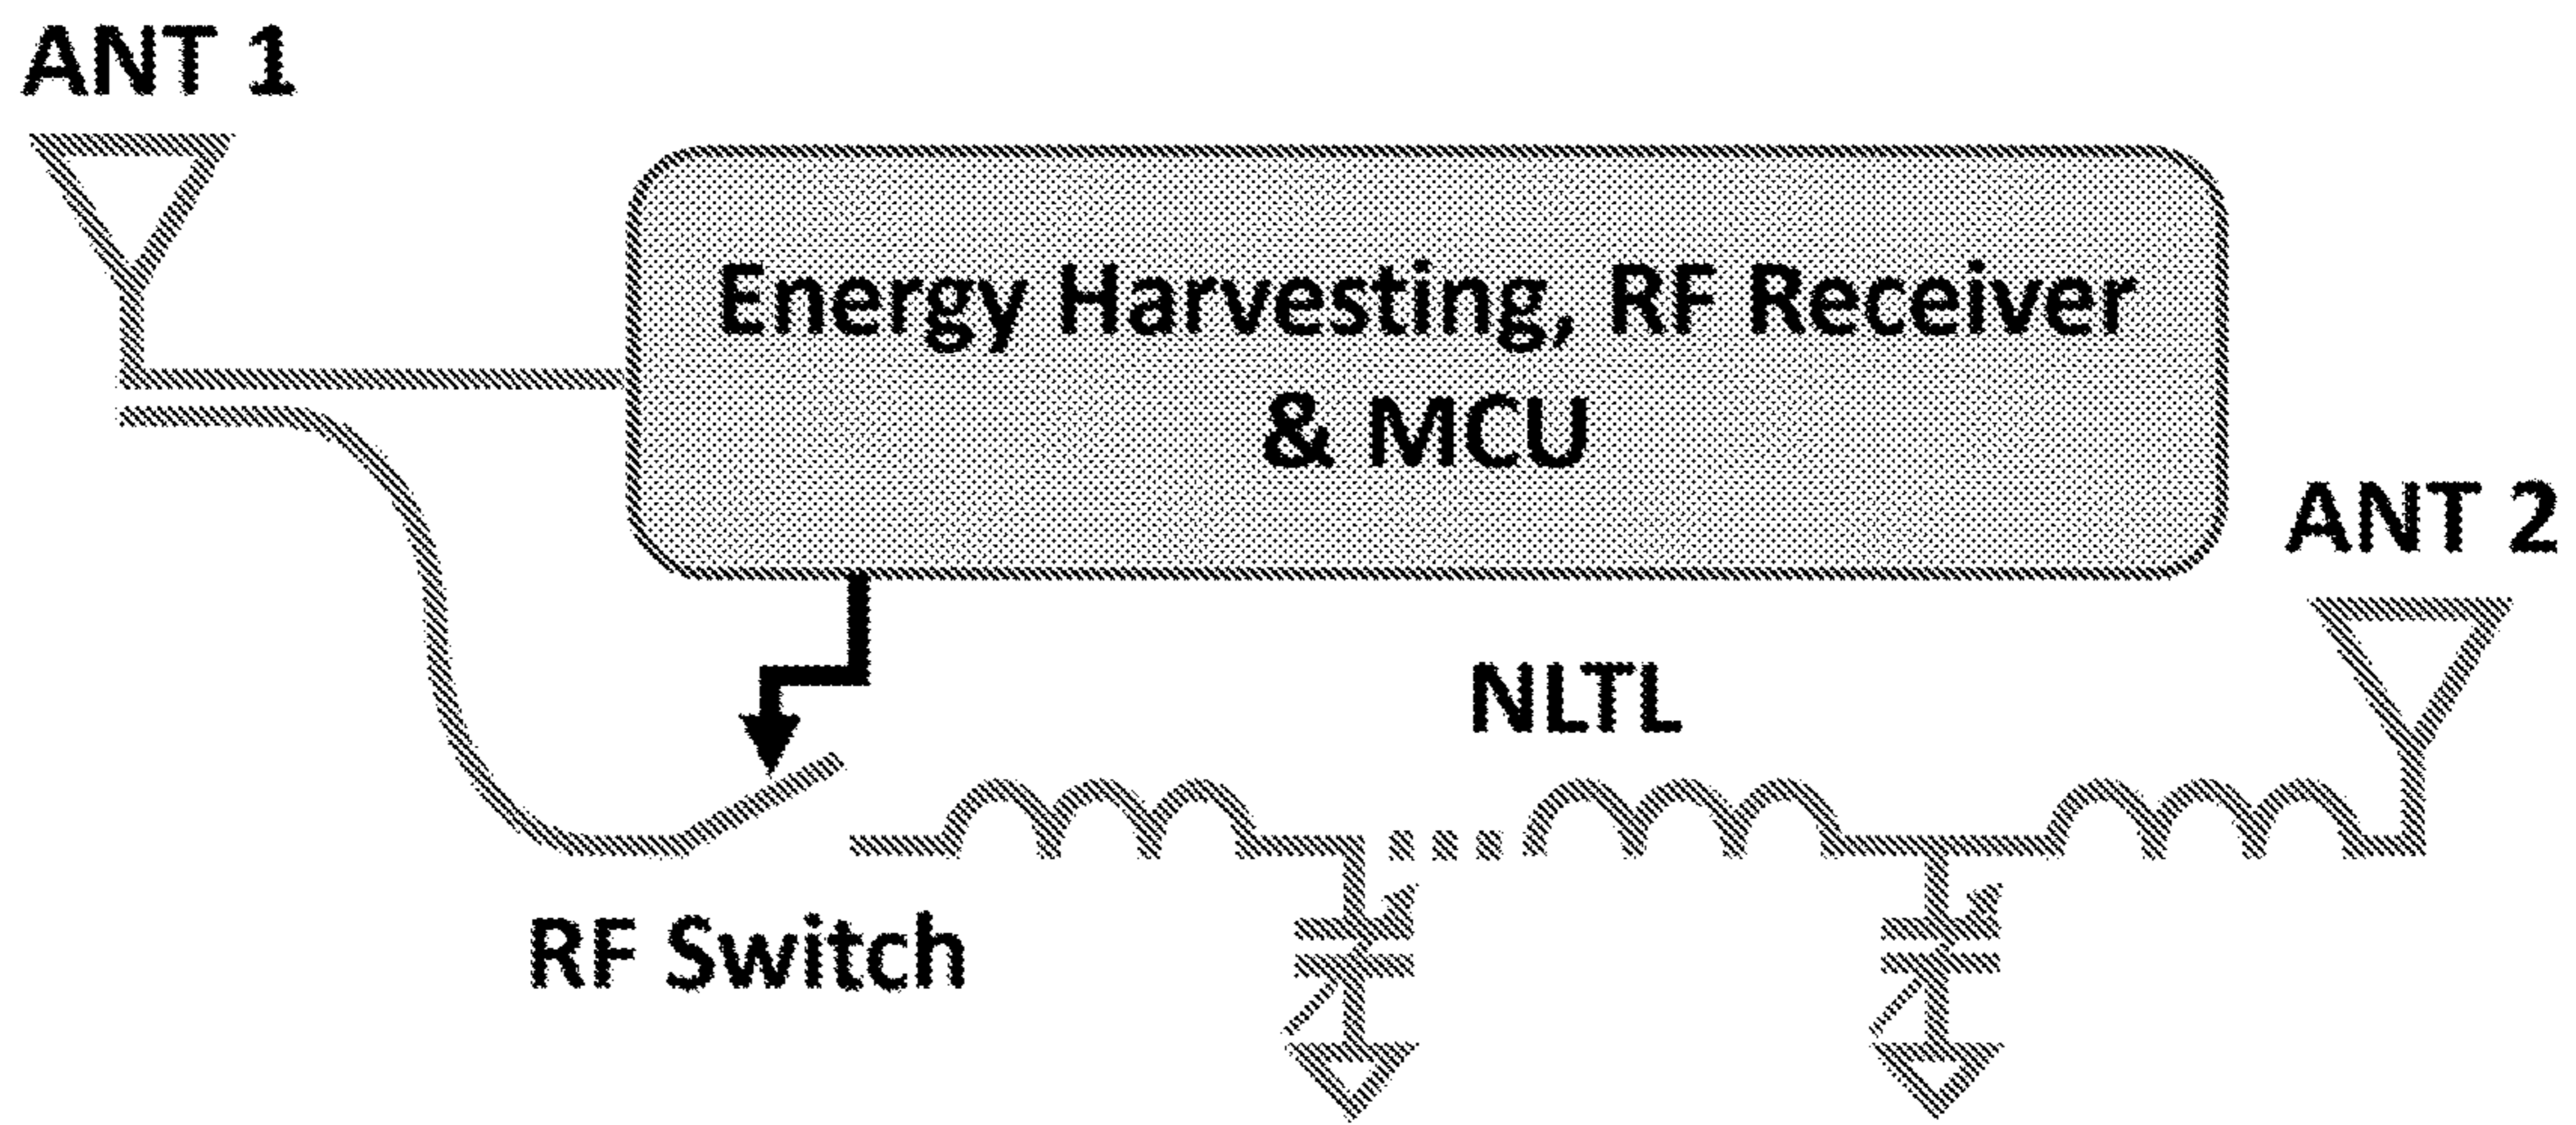 ANT 1
Energy Harvesting, RF Receiver
& MCU
ANT 2
NLTL
RF Switch